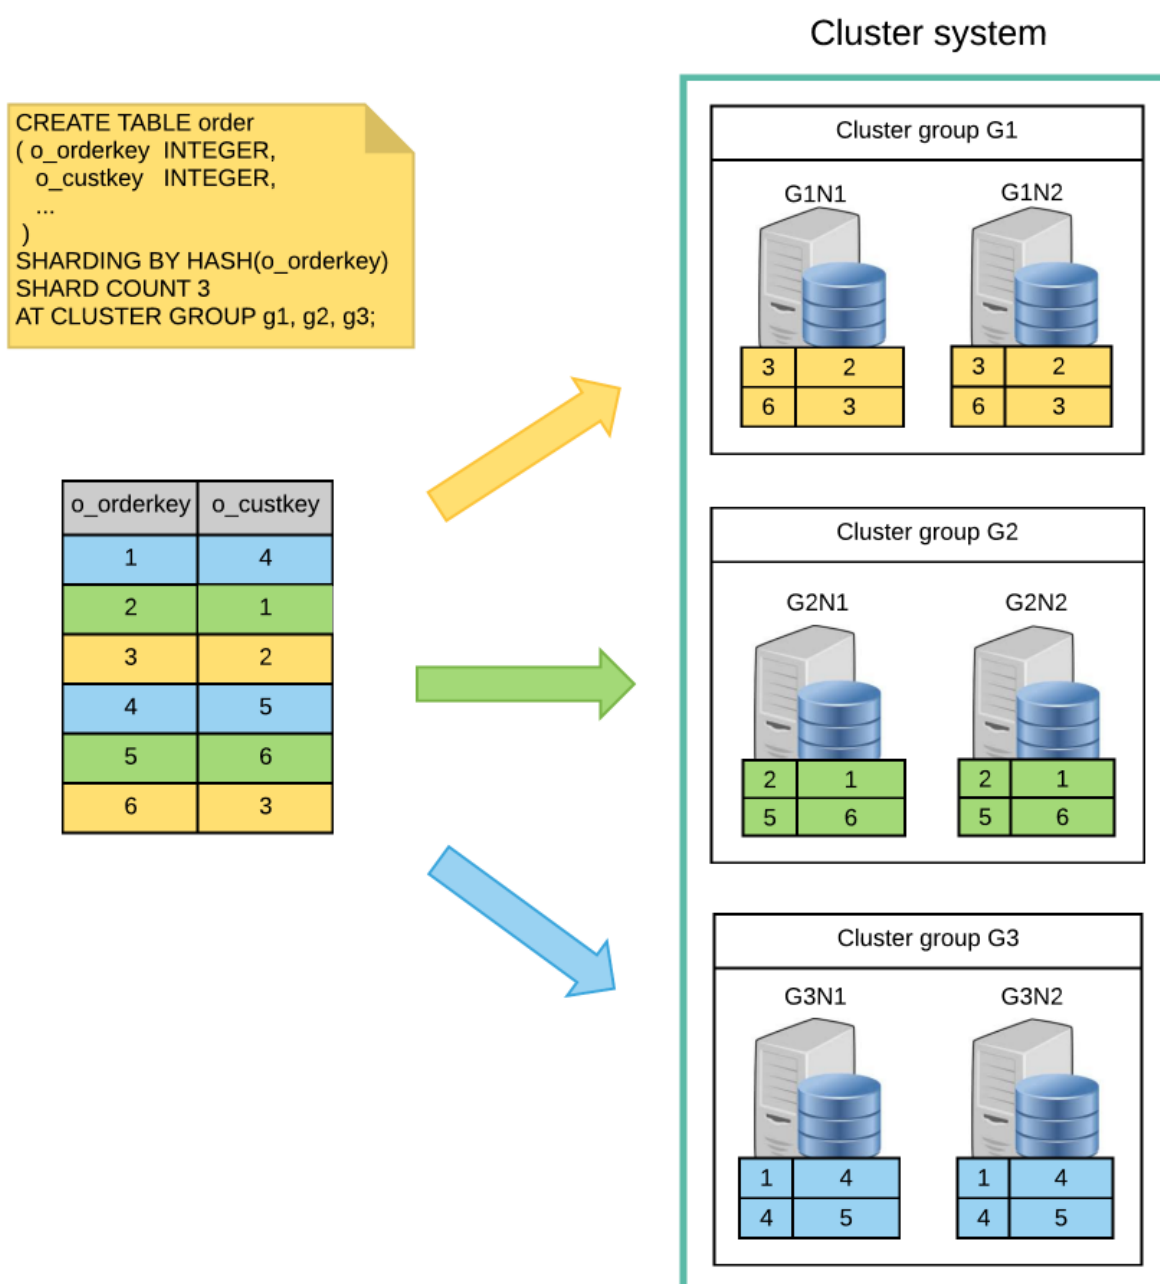 Cluster system
CREATE TABLE order
( o_orderkey INTEGER,
o_custkey INTEGER,
...
)
SHARDING BY HASH(o_orderkey)
SHARD COUNT 3
AT CLUSTER GROUP g1, g2, g3;
o_orderkey o_custkey
1 4
2 1
3 2
4 5
5 6
6 3
Cluster group G1
G1N1 G1N2
3 2 3 2
6 3 6 3
Cluster group G2
G2N1 G2N2
2 1 2 1
5 6 5 6
Cluster group G3
G3N1 G3N2
1 4 1 4
4 5 4 5